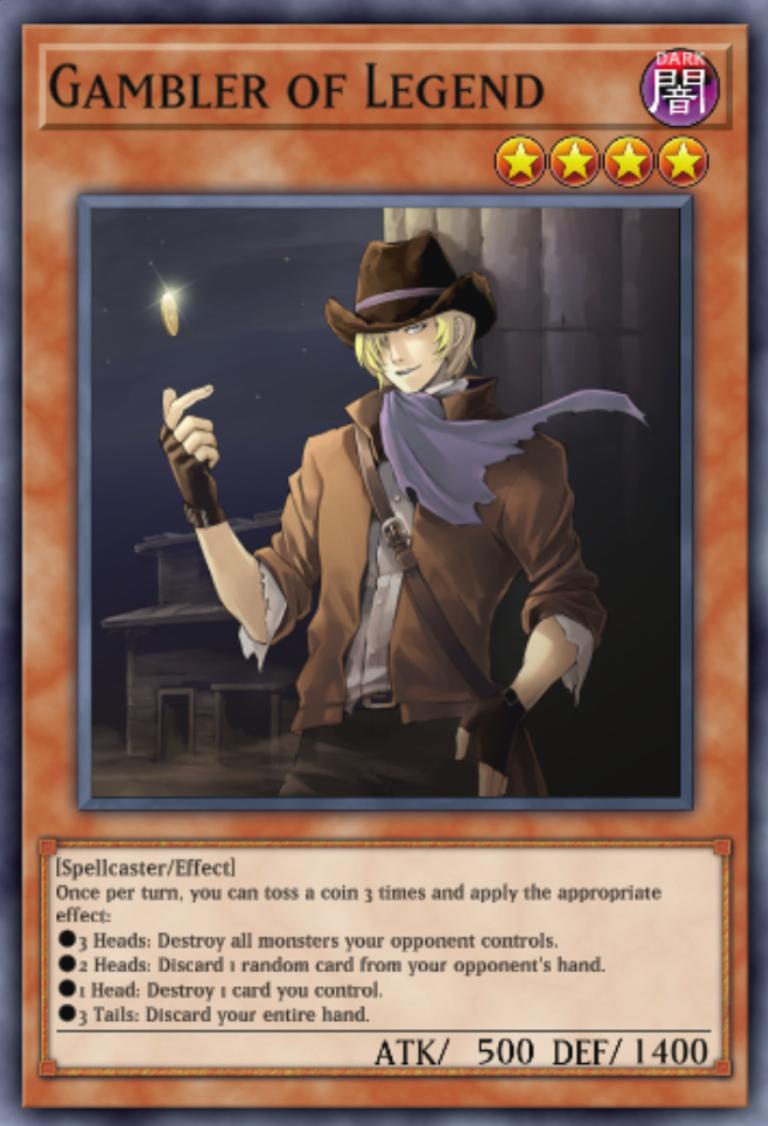 Gambler of Legend
DARK
闇
[Spellcaster/Effect]
Once per turn, you can toss a coin 3 times and apply the appropriate
effect:
●3 Heads: Destroy all monsters your opponent controls.
●2 Heads: Discard 1 random card from your opponent's hand.
●1 Head: Destroy 1 card you control.
●3 Tails: Discard your entire hand.
ATK/ 500 DEF/ 1400